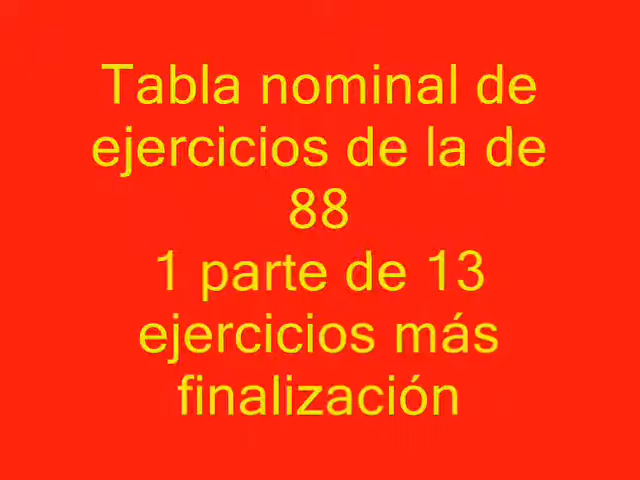 Tabla nominal de
ejercicios de la de
88
1 parte de 13
ejercicios más
finalización